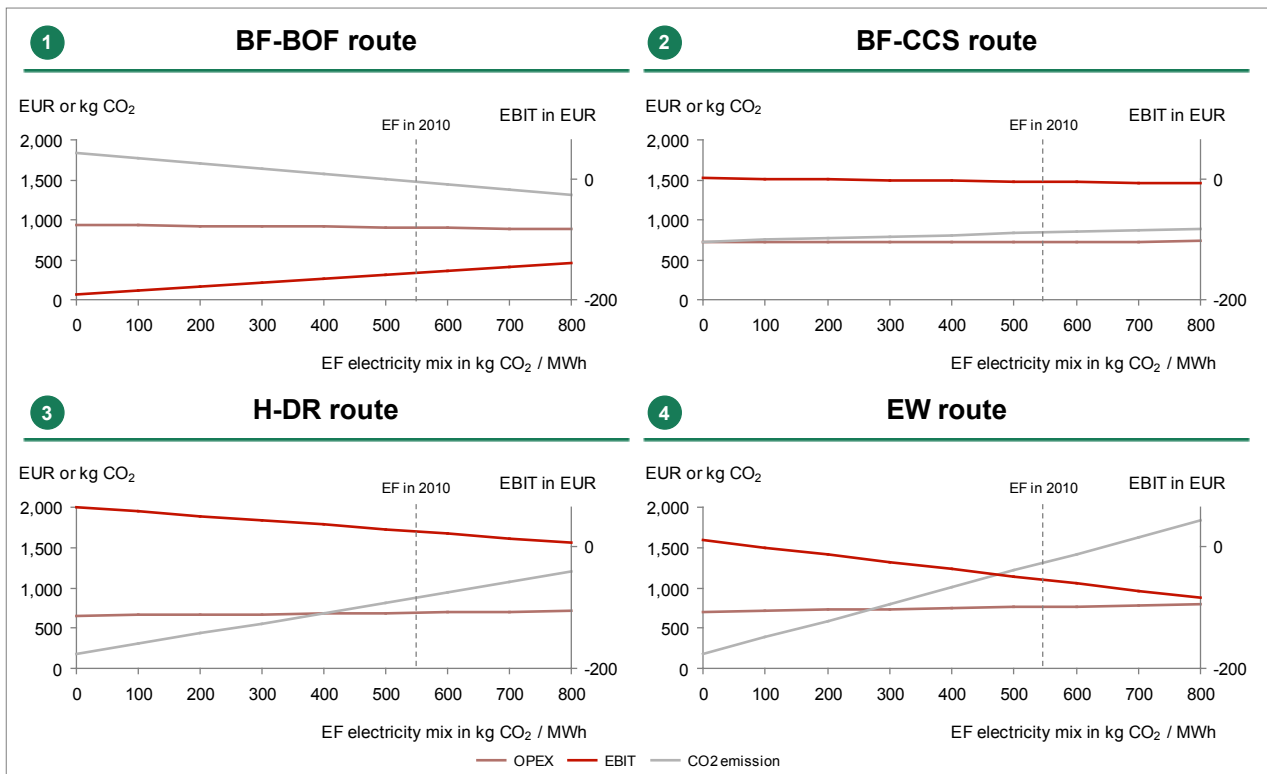 1
BF-BOF route
2
BF-CCS route
EUR or kg CO₂
EBIT in EUR
EF in 2010
2,000
1,500
1,000
500
0
0
-200
0 100 200 300 400 500 600 700 800
EF electricity mix in kg CO₂ / MWh
EUR or kg CO₂
EBIT in EUR
EF in 2010
2,000
1,500
1,000
500
0
0
-200
0 100 200 300 400 500 600 700 800
EF electricity mix in kg CO₂ / MWh
3
H-DR route
4
EW route
EUR or kg CO₂
EBIT in EUR
EF in 2010
2,000
1,500
1,000
500
0
0
-200
0 100 200 300 400 500 600 700 800
EF electricity mix in kg CO₂ / MWh
EUR or kg CO₂
EBIT in EUR
EF in 2010
2,000
1,500
1,000
500
0
0
-200
0 100 200 300 400 500 600 700 800
EF electricity mix in kg CO₂ / MWh
OPEX EBIT CO2 emission